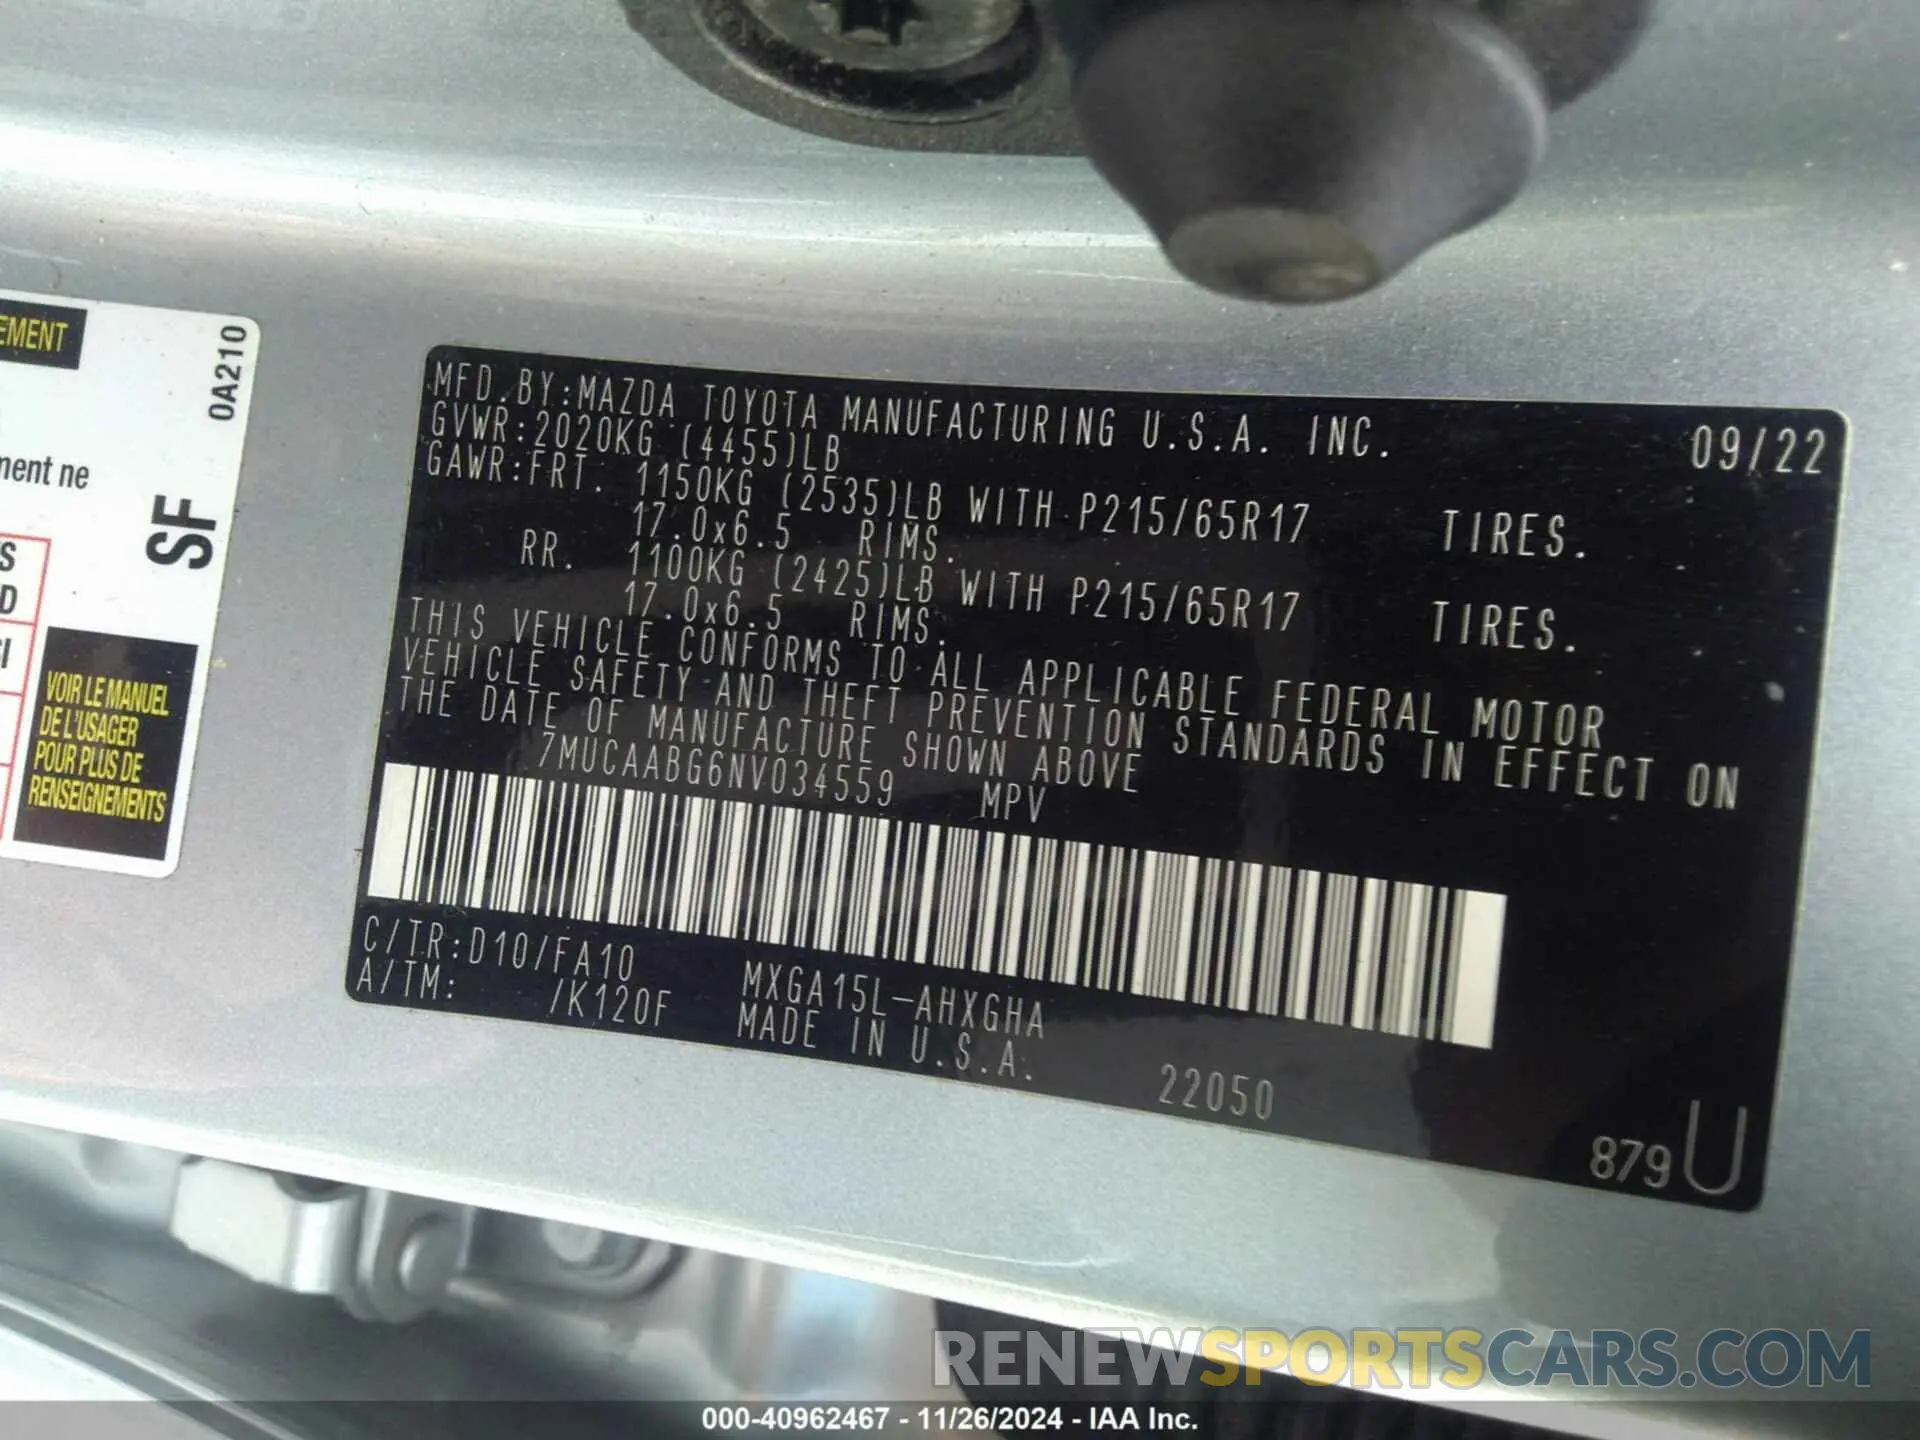 EMENT
0A210
ment ne
SF
S
D
VOIR LE MANUEL
DE L'USAGER
POUR PLUS DE
RENSEIGNEMENTS
MFD.BY:MAZDA TOYOTA MANUFACTURING U.S.A. INC. 09/22
GVWR:2020KG (4455)LB
GAWR:FRT. 1150KG (2535)LB WITH P215/65R17 TIRES.
17.0x6.5 RIMS.
RR. 1100KG (2425)LB WITH P215/65R17 TIRES.
17.0x6.5 RIMS.
THIS VEHICLE CONFORMS TO ALL APPLICABLE FEDERAL MOTOR
VEHICLE SAFETY AND THEFT PREVENTION STANDARDS IN EFFECT ON
THE DATE OF MANUFACTURE SHOWN ABOVE
7MUCAABG6NV034559 MPV
C/TR:D10/FA10 MXGA15L-AHXGHA
A/TM: /K120F MADE IN U.S.A. 22050
879U
RENEWSPORTSCARS.COM
000-40962467 - 11/26/2024 - IAA Inc.